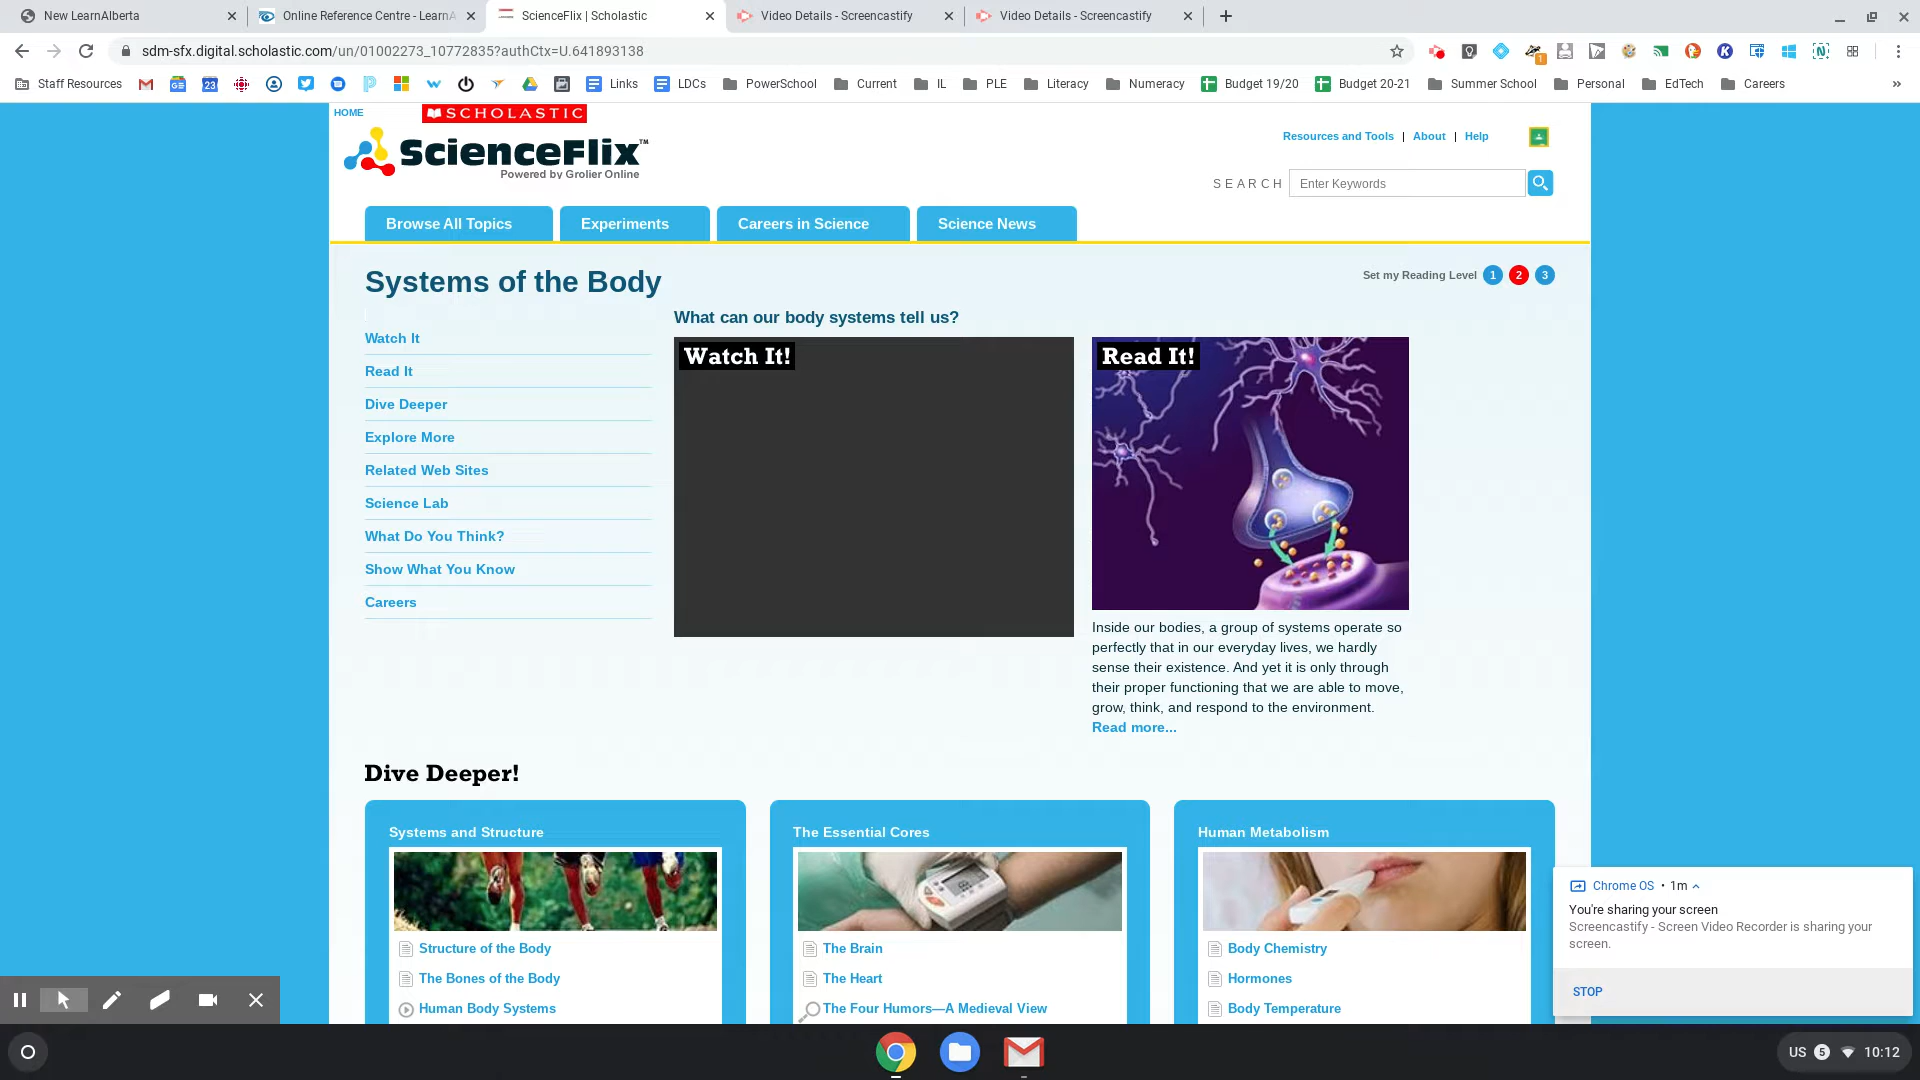 New LearnAlberta
Online Reference Centre - LearnA
ScienceFlix | Scholastic
Video Details - Screencastify
Video Details - Screencastify
sdm-sfx.digital.scholastic.com/un/01002273_10772835?authCtx=U.641893138
Staff Resources
23
Links
LDCs
PowerSchool
Current
IL
PLE
Literacy
Numeracy
Budget 19/20
Budget 20-21
Summer School
Personal
EdTech
Careers
»
HOME
SCHOLASTIC
ScienceFlix™
Powered by Grolier Online
Resources and Tools | About | Help
SEARCH
Enter Keywords
Browse All Topics
Experiments
Careers in Science
Science News
Systems of the Body
Set my Reading Level 1 2 3
Watch It
Read It
Dive Deeper
Explore More
Related Web Sites
Science Lab
What Do You Think?
Show What You Know
Careers
What can our body systems tell us?
Watch It!
Read It!
Inside our bodies, a group of systems operate so
perfectly that in our everyday lives, we hardly
sense their existence. And yet it is only through
their proper functioning that we are able to move,
grow, think, and respond to the environment.
Read more...
Dive Deeper!
Systems and Structure
Structure of the Body
The Bones of the Body
Human Body Systems
The Essential Cores
The Brain
The Heart
The Four Humors—A Medieval View
Human Metabolism
Body Chemistry
Hormones
Body Temperature
Chrome OS • 1m
You're sharing your screen
Screencastify - Screen Video Recorder is sharing your
screen.
STOP
US 5 10:12